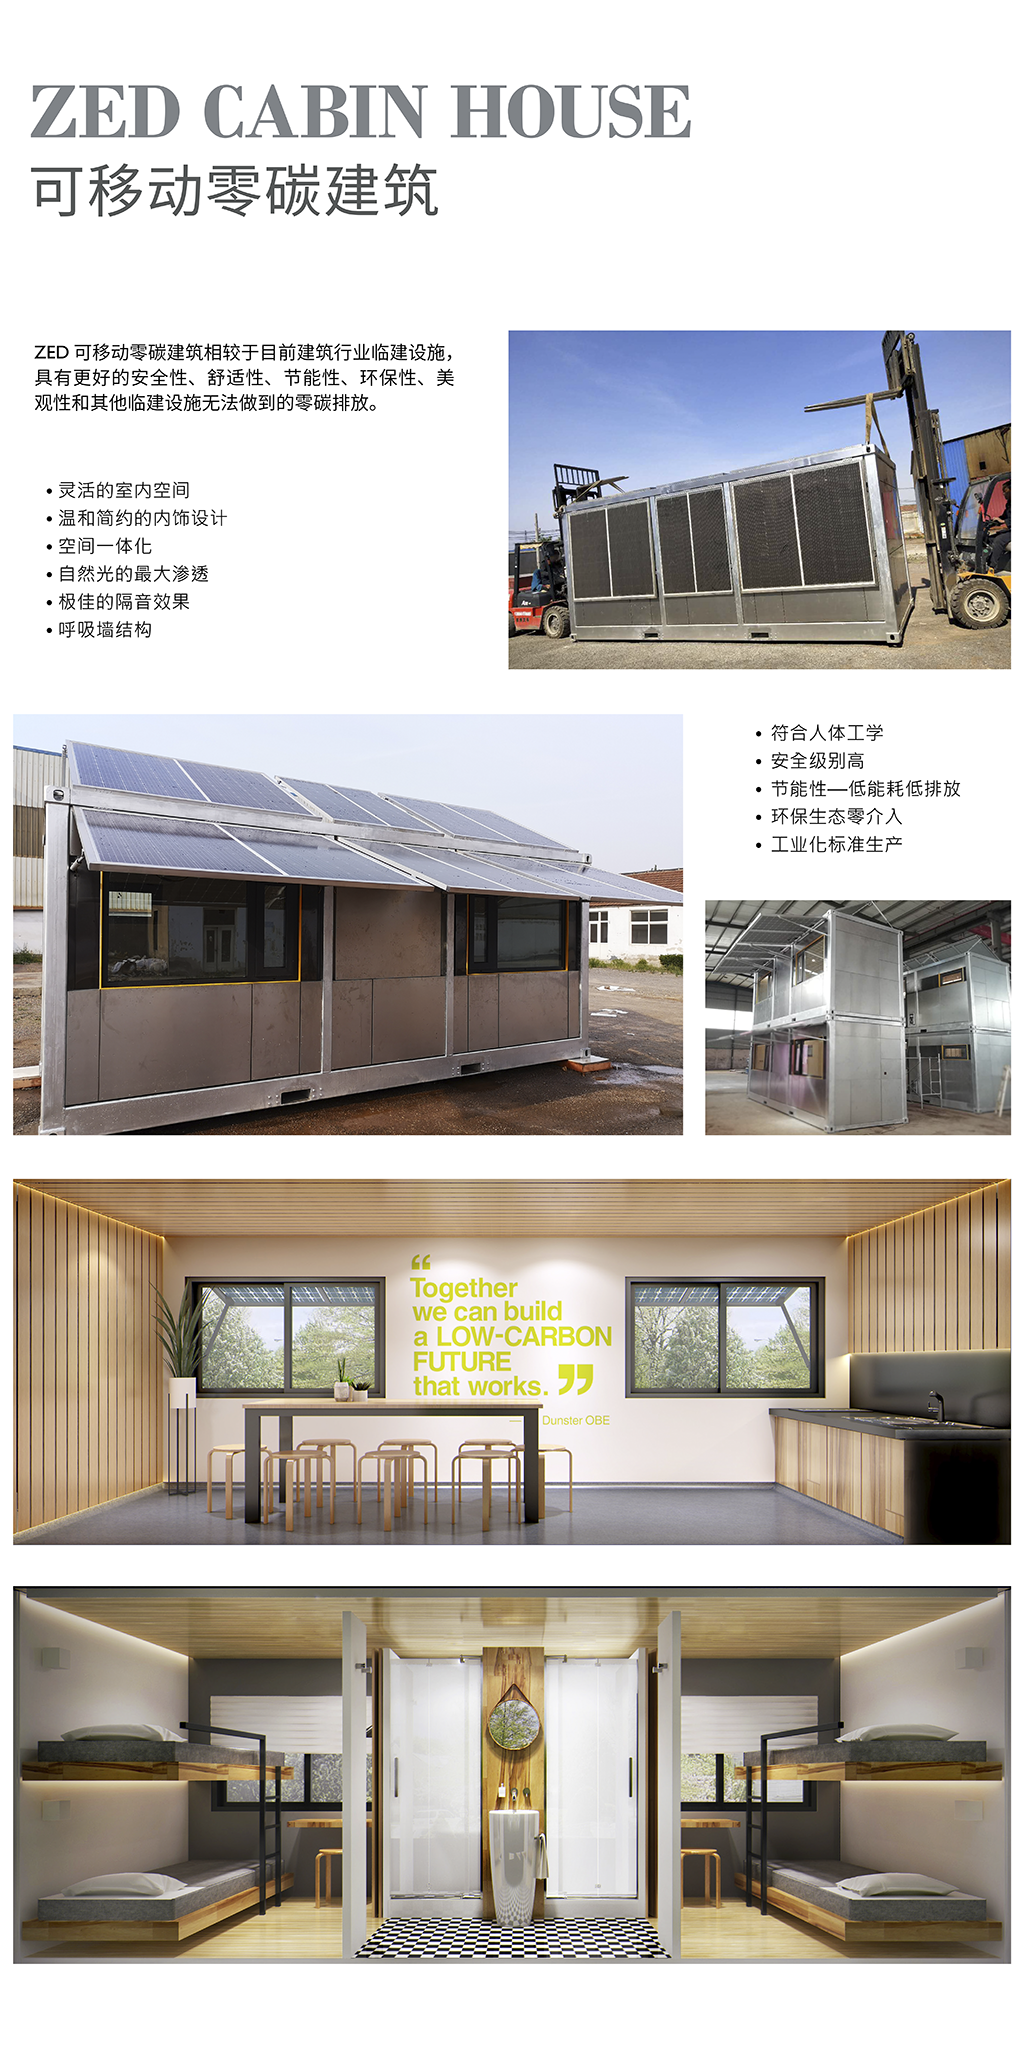 ZED CABIN HOUSE
可移动零碳建筑
ZED 可移动零碳建筑相较于目前建筑行业临建设施，
具有更好的安全性、舒适性、节能性、环保性、美
观性和其他临建设施无法做到的零碳排放。
• 灵活的室内空间
• 温和简约的内饰设计
• 空间一体化
• 自然光的最大渗透
• 极佳的隔音效果
• 呼吸墙结构
• 符合人体工学
• 安全级别高
• 节能性—低能耗低排放
• 环保生态零介入
• 工业化标准生产
“
Together
we can build
a LOW-CARBON
FUTURE
that works. ”
Dunster OBE